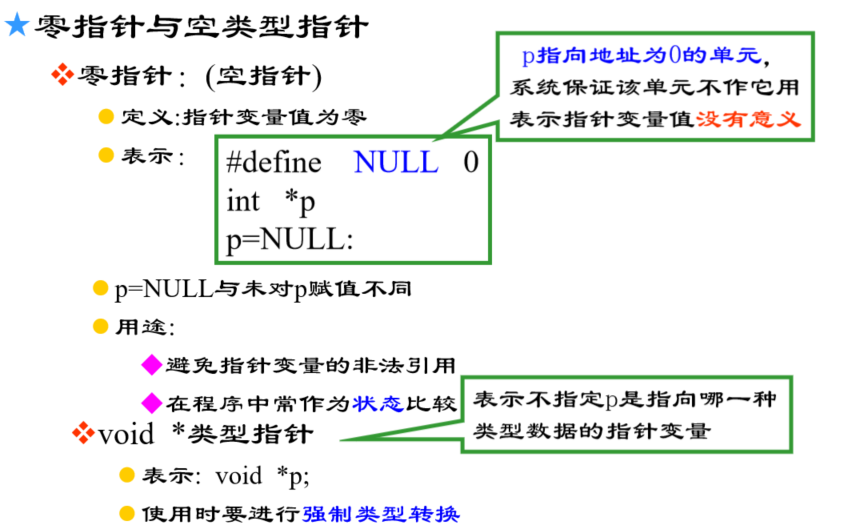 零指针与空类型指针
零指针：(空指针)
定义:指针变量值为零
表示：
#define NULL 0
int *p
p=NULL:
p指向地址为0的单元，
系统保证该单元不作它用
表示指针变量值没有意义
p=NULL与未对p赋值不同
用途:
避免指针变量的非法引用
在程序中常作为状态比较
void *类型指针
表示不指定p是指向哪一种
类型数据的指针变量
表示: void *p;
使用时要进行强制类型转换